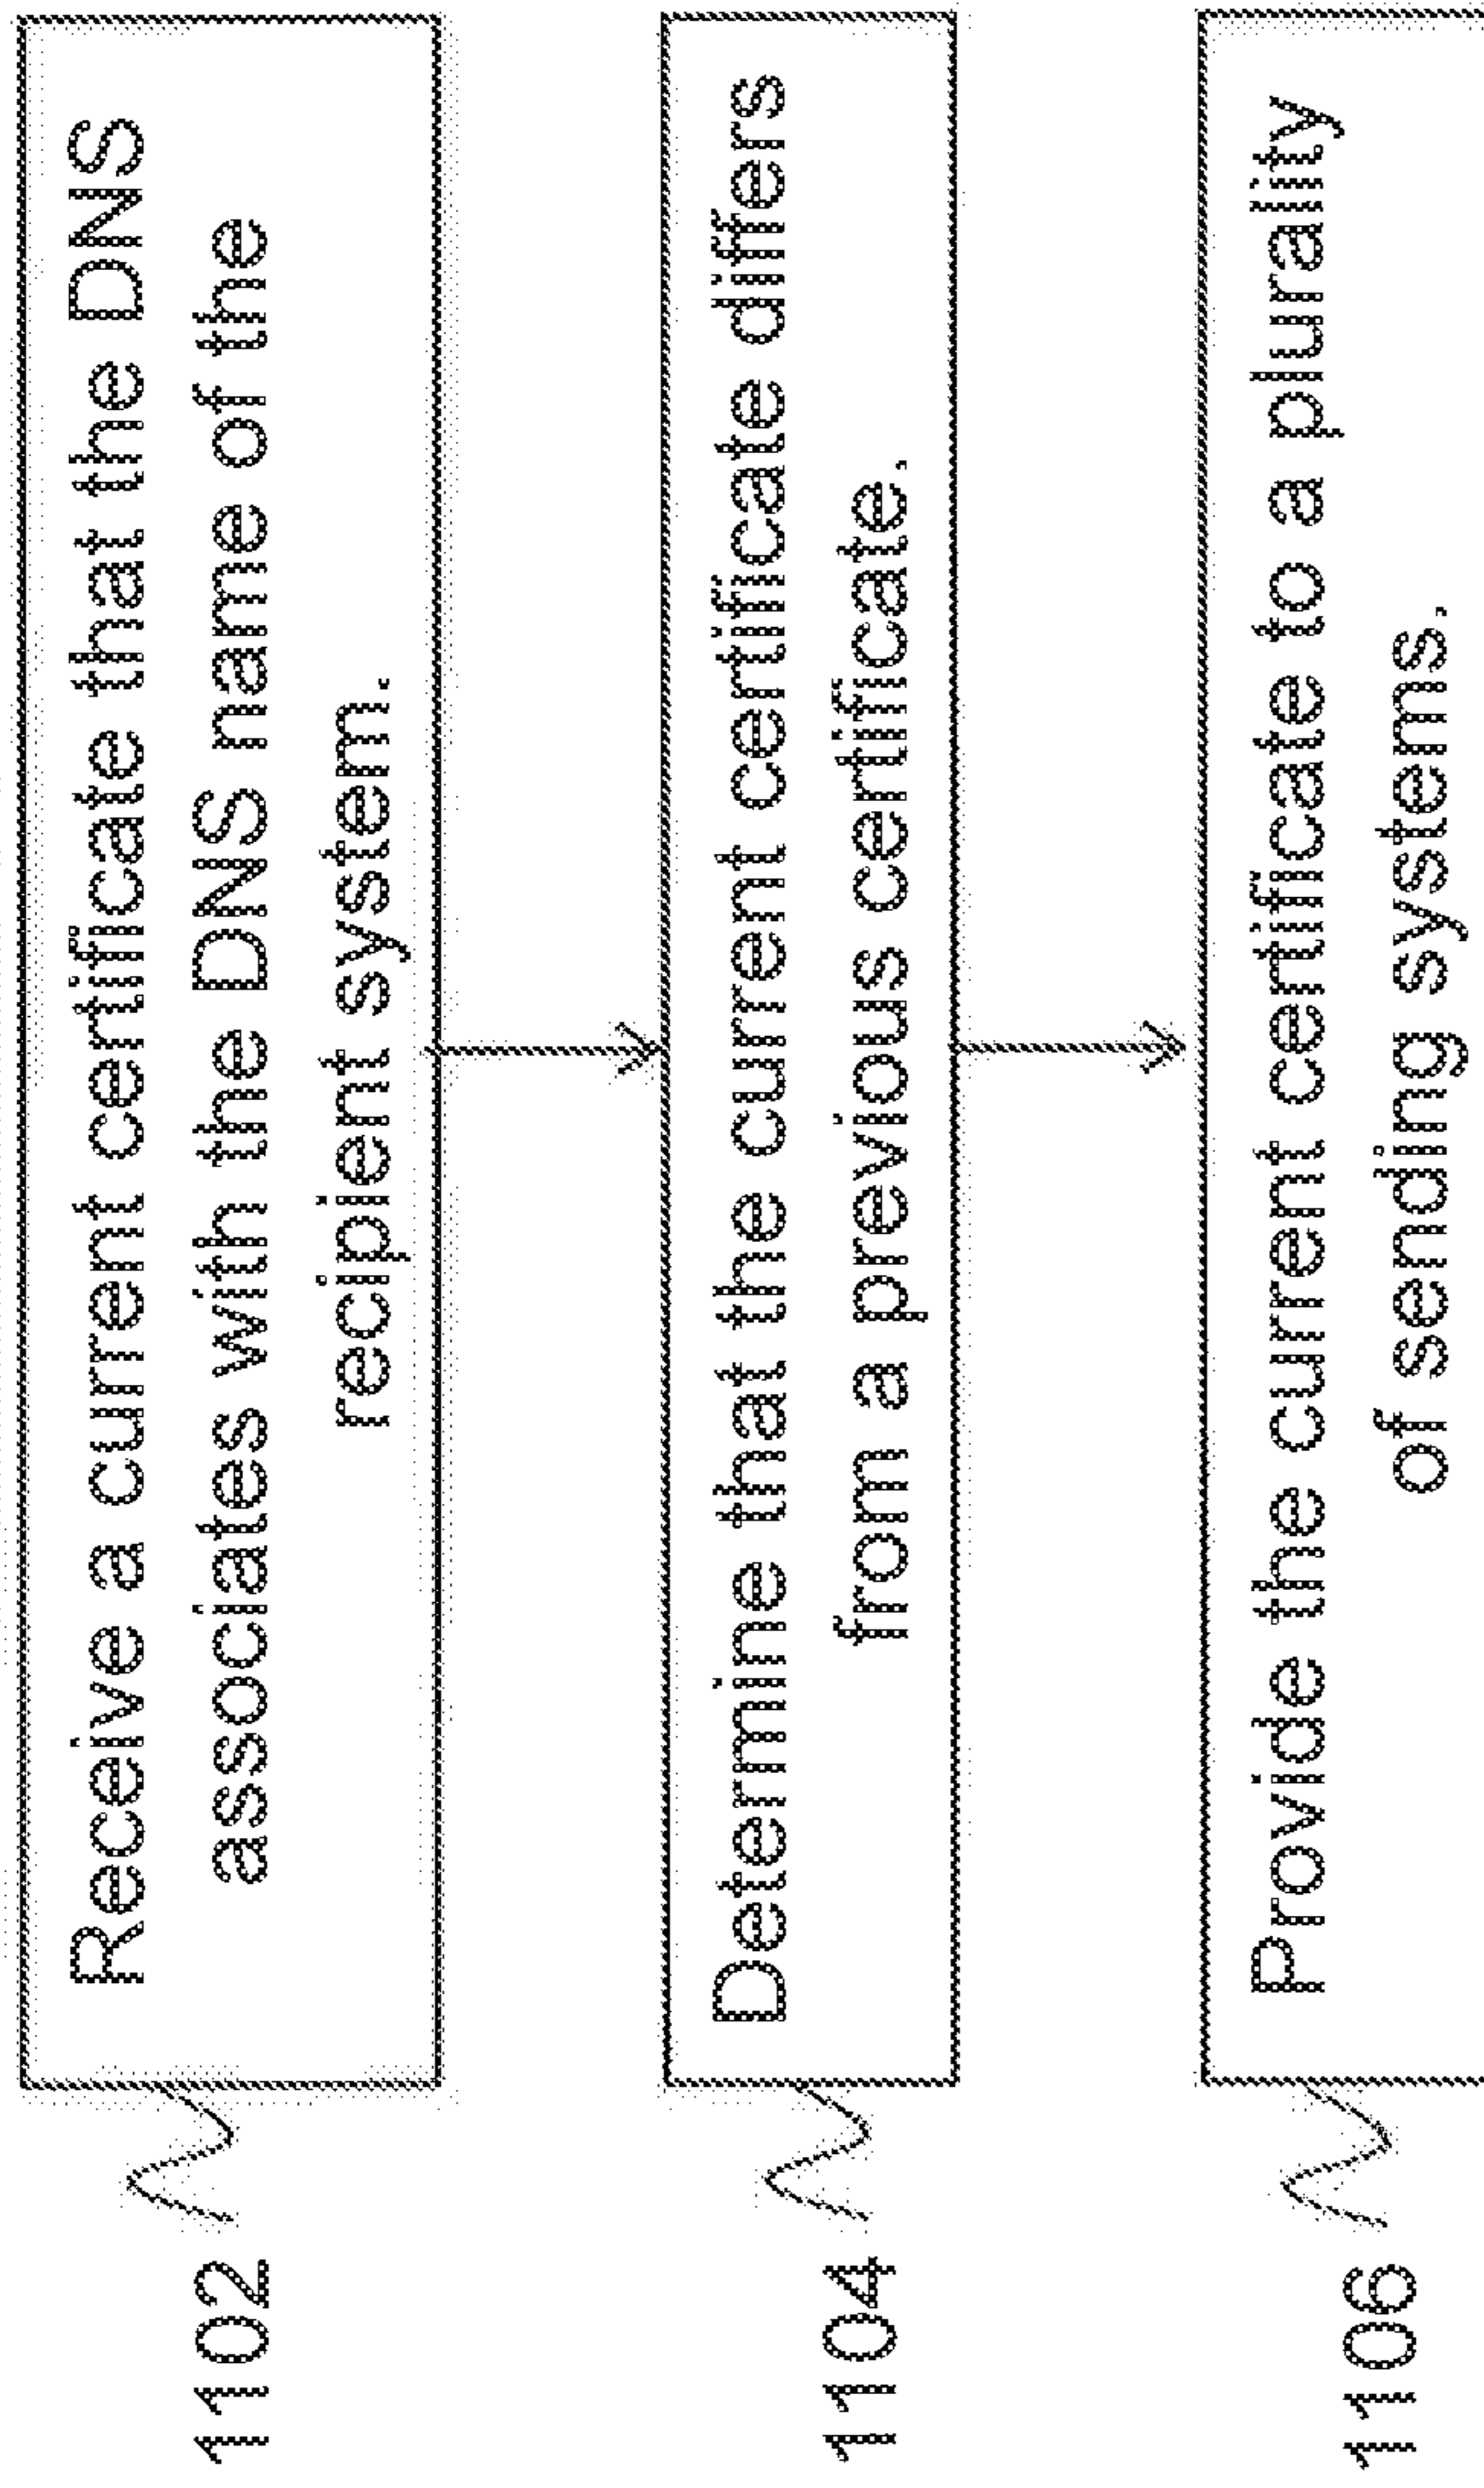 1102
Receive a current certificate that the DNS
associates with the DNS name of the
recipient system.
1104
Determine that the current certificate differs
from a previous certificate.
1106
Provide the current certificate to a plurality
of sending systems.